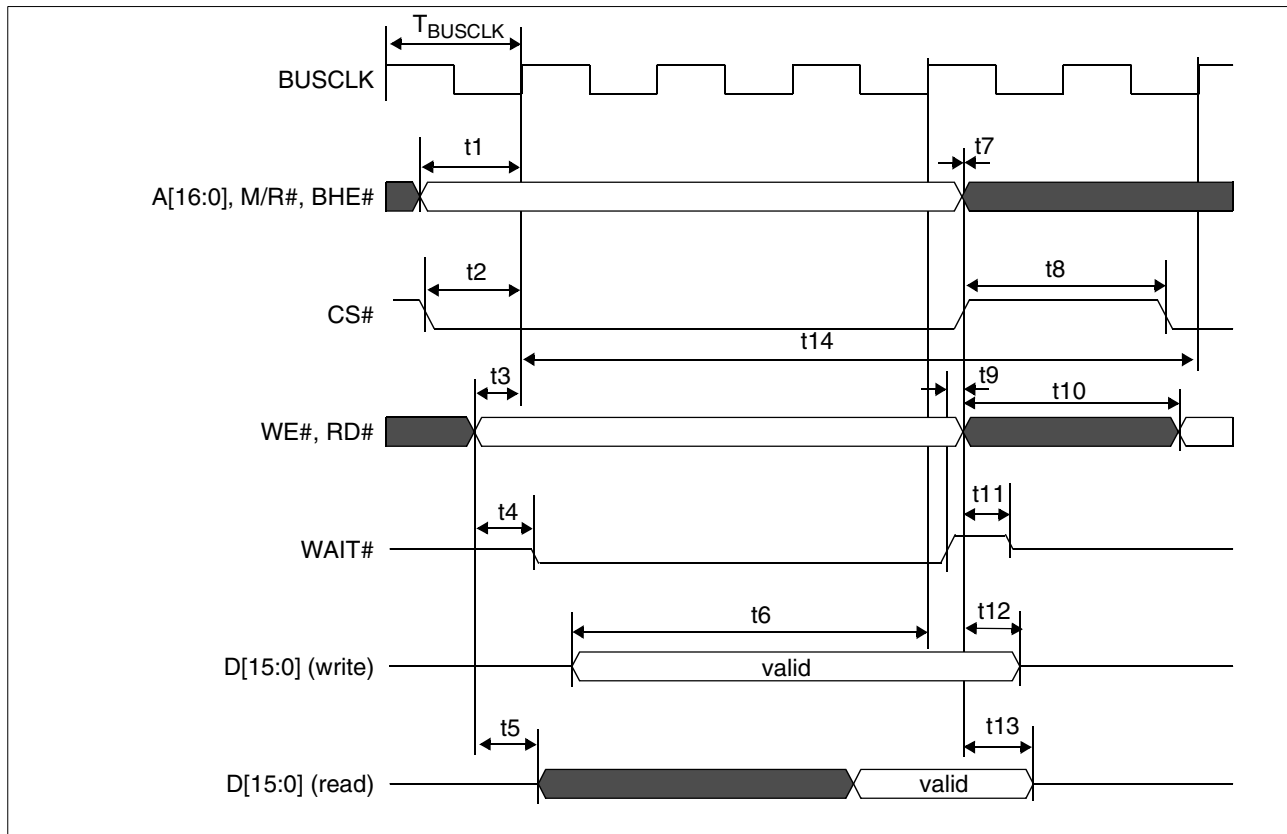 TBUSCLK
BUSCLK
t1
t7
A[16:0], M/R#, BHE#
t2
t8
CS#
t14
t3
t9
t10
WE#, RD#
t4
t11
WAIT#
t6
t12
D[15:0] (write)
valid
t5
t13
D[15:0] (read)
valid